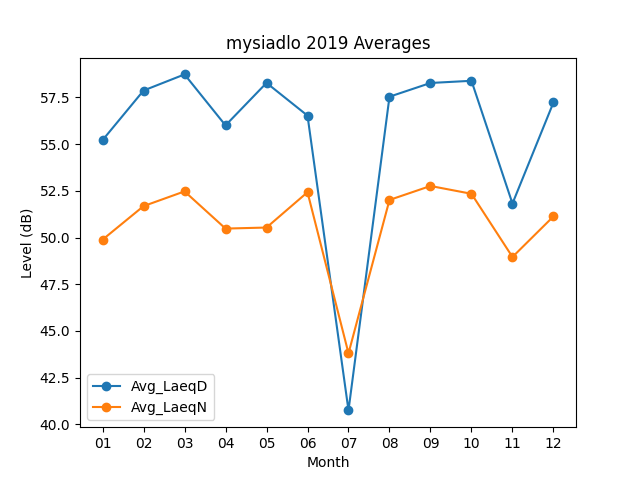 mysiadlo 2019 Averages
Level (dB)
57.5
55.0
52.5
50.0
47.5
45.0
42.5
40.0
Avg_LaeqD
Avg_LaeqN
01 02 03 04 05 06 07 08 09 10 11 12
Month